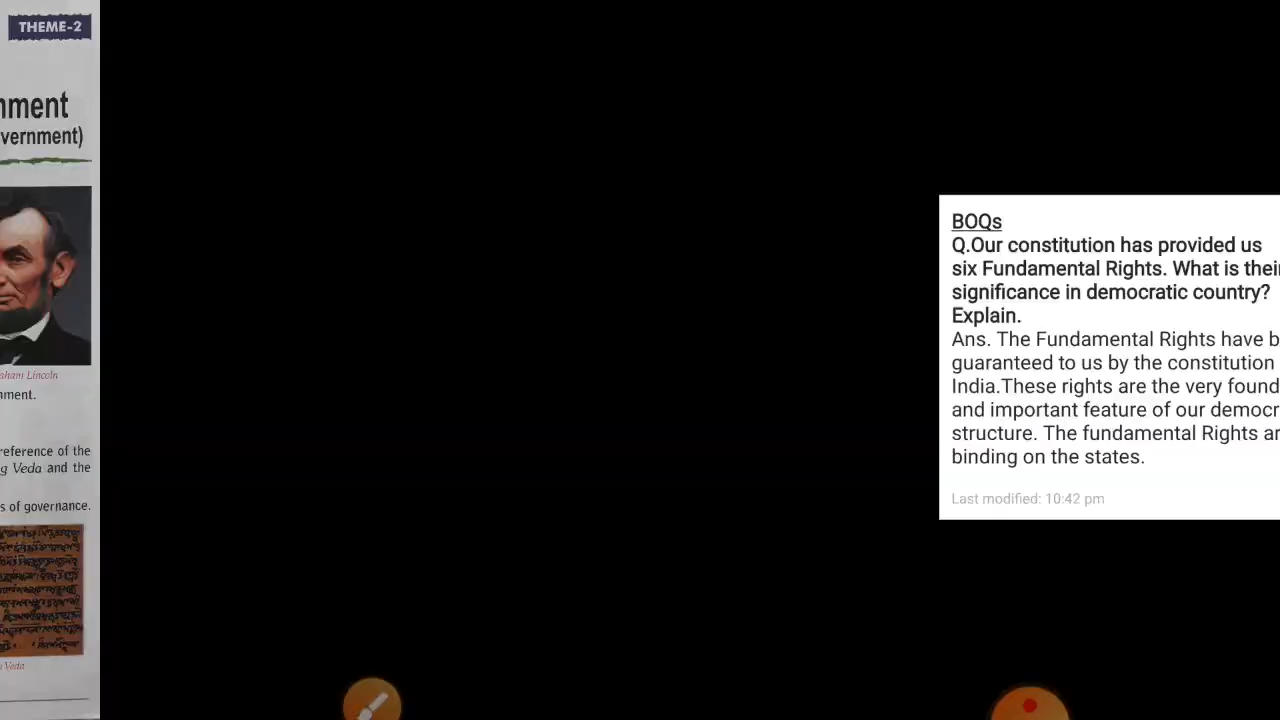 THEME-2
nment
vernment)
aham Lincoln
nment.
reference of the
g Veda and the
s of governance.
Veda
BOQs
Q.Our constitution has provided us
six Fundamental Rights. What is their
significance in democratic country?
Explain.
Ans. The Fundamental Rights have b
guaranteed to us by the constitution
India.These rights are the very found
and important feature of our democr
structure. The fundamental Rights ar
binding on the states.
Last modified: 10:42 pm